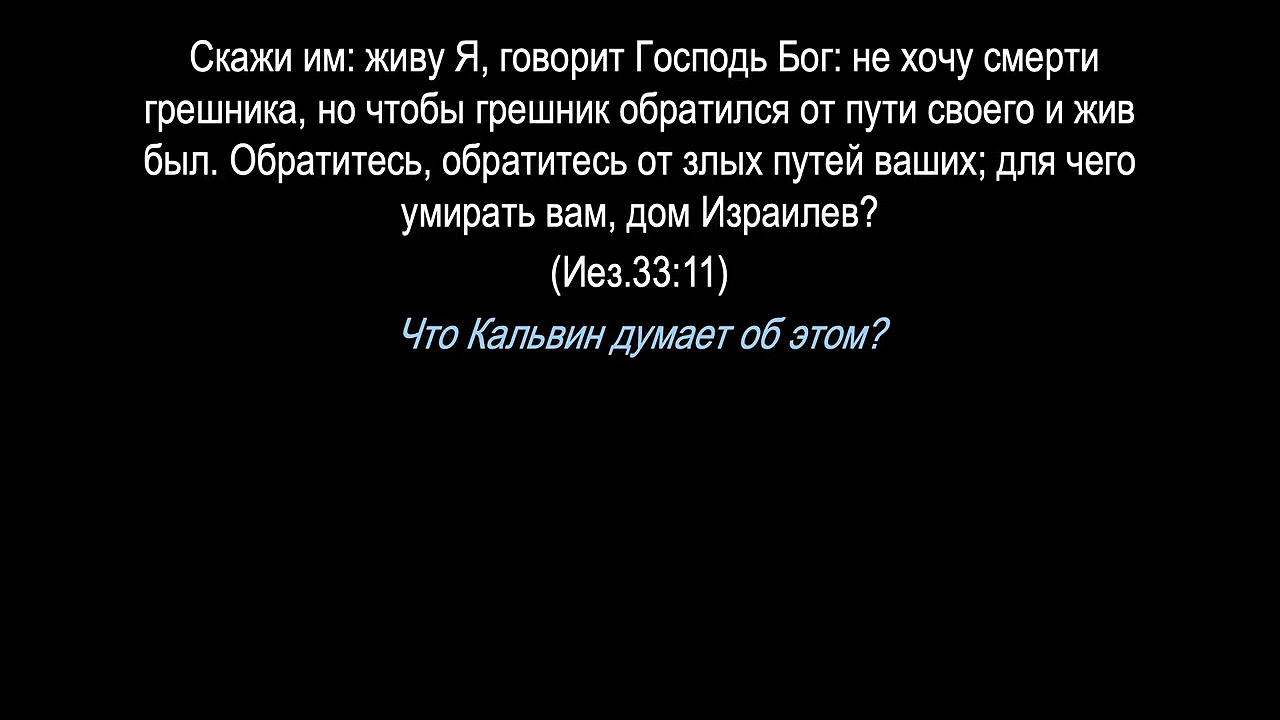 Скажи им: живу Я, говорит Господь Бог: не хочу смерти
грешника, но чтобы грешник обратился от пути своего и жив
был. Обратитесь, обратитесь от злых путей ваших; для чего
умирать вам, дом Израилев?
(Иез.33:11)
Что Кальвин думает об этом?